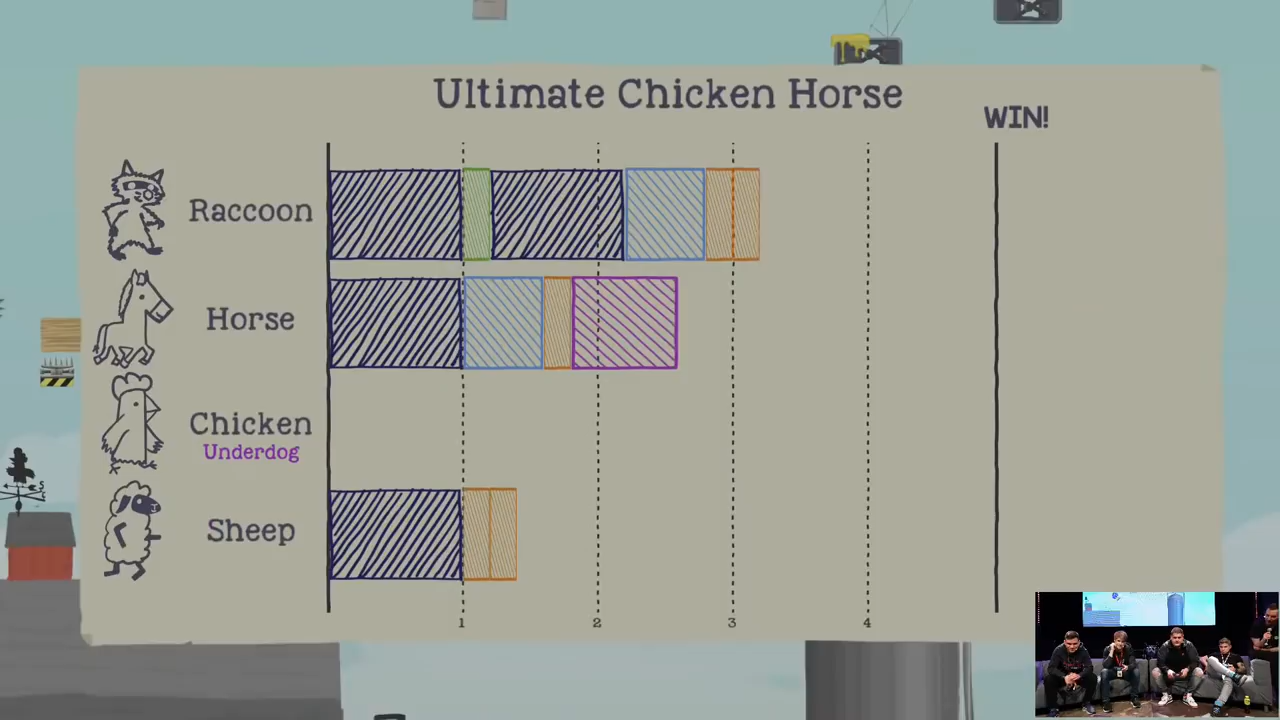 Ultimate Chicken Horse
WIN!
Raccoon
Horse
Chicken
Underdog
Sheep
1 2 3 4